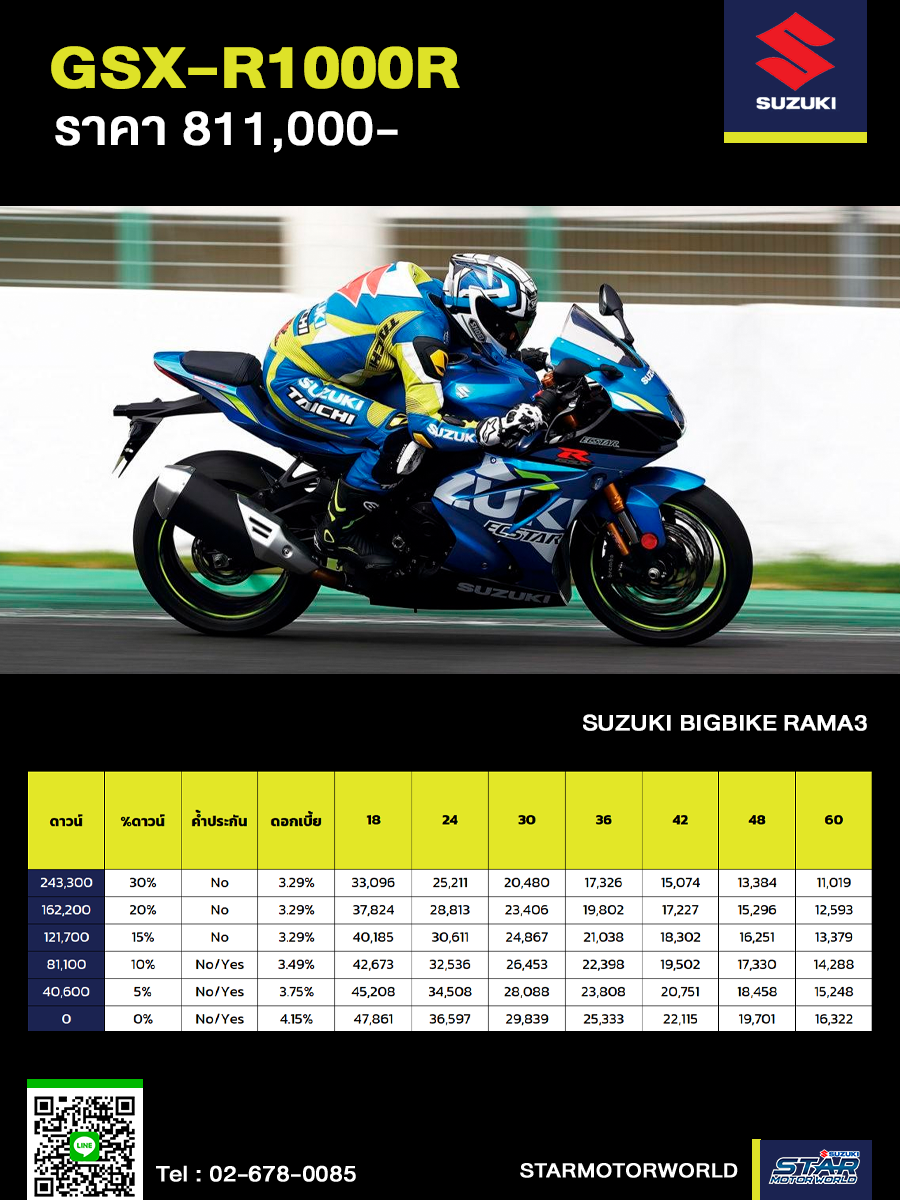 GSX-R1000R
ราคา 811,000-
SUZUKI
SUZUKI
TAICHI
SUZUKI
ECSTAR
R
ECSTAR
SUZUKI
SUZUKI BIGBIKE RAMA3
ดาวน์ %ดาวน์ ค้ำประกัน ดอกเบี้ย 18 24 30 36 42 48 60
243,300 30% No 3.29% 33,096 25,211 20,480 17,326 15,074 13,384 11,019
162,200 20% No 3.29% 37,824 28,813 23,406 19,802 17,227 15,296 12,593
121,700 15% No 3.29% 40,185 30,611 24,867 21,038 18,302 16,251 13,379
81,100 10% No/Yes 3.49% 42,673 32,536 26,453 22,398 19,502 17,330 14,288
40,600 5% No/Yes 3.75% 45,208 34,508 28,088 23,808 20,751 18,458 15,248
0 0% No/Yes 4.15% 47,861 36,597 29,839 25,333 22,115 19,701 16,322
LINE
Tel : 02-678-0085
STARMOTORWORLD
SUZUKI
STAR
MOTOR WORLD